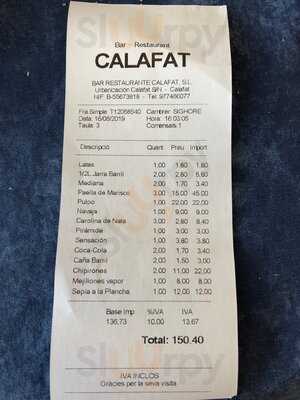 Bar - Restaurant
CALAFAT
BAR RESTAURANTE CALAFAT, S.L.
Urbanización Calafat S/N - Calafat
NIF: B-55673818 - Tel: 977486077
Fra.Simple T12068640 Cambrer: SIGHORE
Data: 16/08/2019 Hora: 16:03:05
Taula: 3 Comensals: 1
Descripció Quant. Preu Import
Latas 1,00 1,80 1,80
1/2L Jarra Barril 2,00 2,80 5,60
Mediana 2,00 1,70 3,40
Paella de Marisco 3,00 15,00 45,00
Pulpo 1,00 22,00 22,00
Navaja 1,00 9,00 9,00
Carolina de Nata 3,00 2,80 8,40
Pirámide 1,00 3,00 3,00
Sensación 1,00 3,80 3,80
Coca-Cola 2,00 1,70 3,40
Caña Barril 2,00 1,50 3,00
Chipirones 2,00 11,00 22,00
Mejillones vapor 1,00 8,00 8,00
Sepia a la Plancha 1,00 12,00 12,00
Base Imp %IVA IVA
136,73 10,00 13,67
Total: 150.40
IVA INCLOS
Gràcies per la seva visita